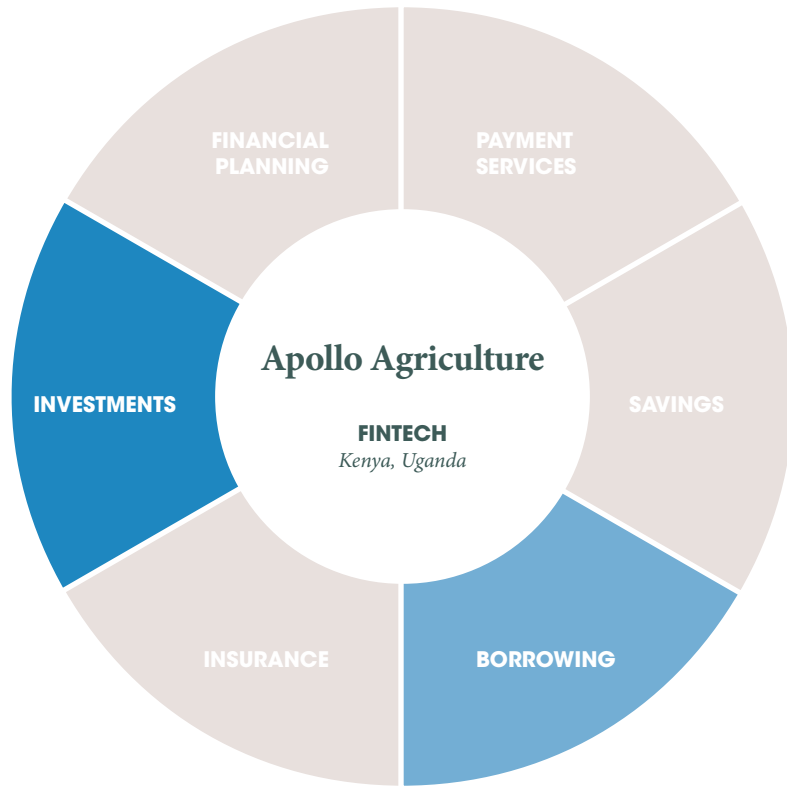 FINANCIAL
PLANNING
PAYMENT
SERVICES
Apollo Agriculture
INVESTMENTS
SAVINGS
FINTECH
Kenya, Uganda
INSURANCE
BORROWING